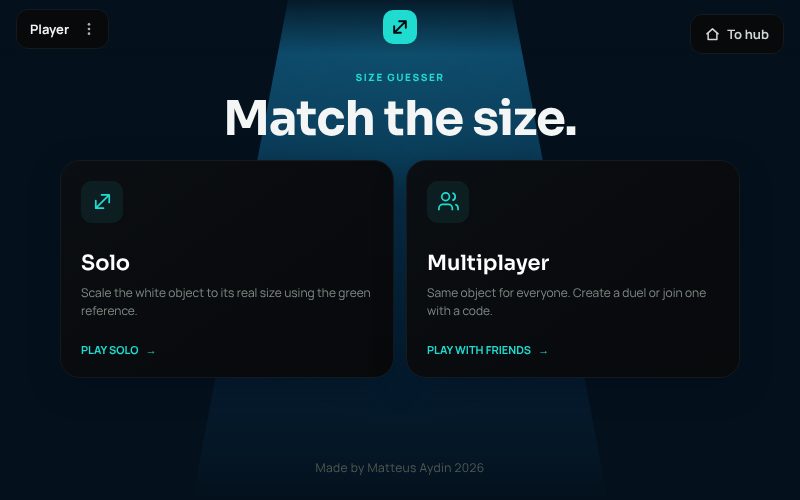 Player
To hub
SIZE GUESSER
Match the size.
Solo
Scale the white object to its real size using the green
reference.
PLAY SOLO →
Multiplayer
Same object for everyone. Create a duel or join one
with a code.
PLAY WITH FRIENDS →
Made by Matteus Aydin 2026